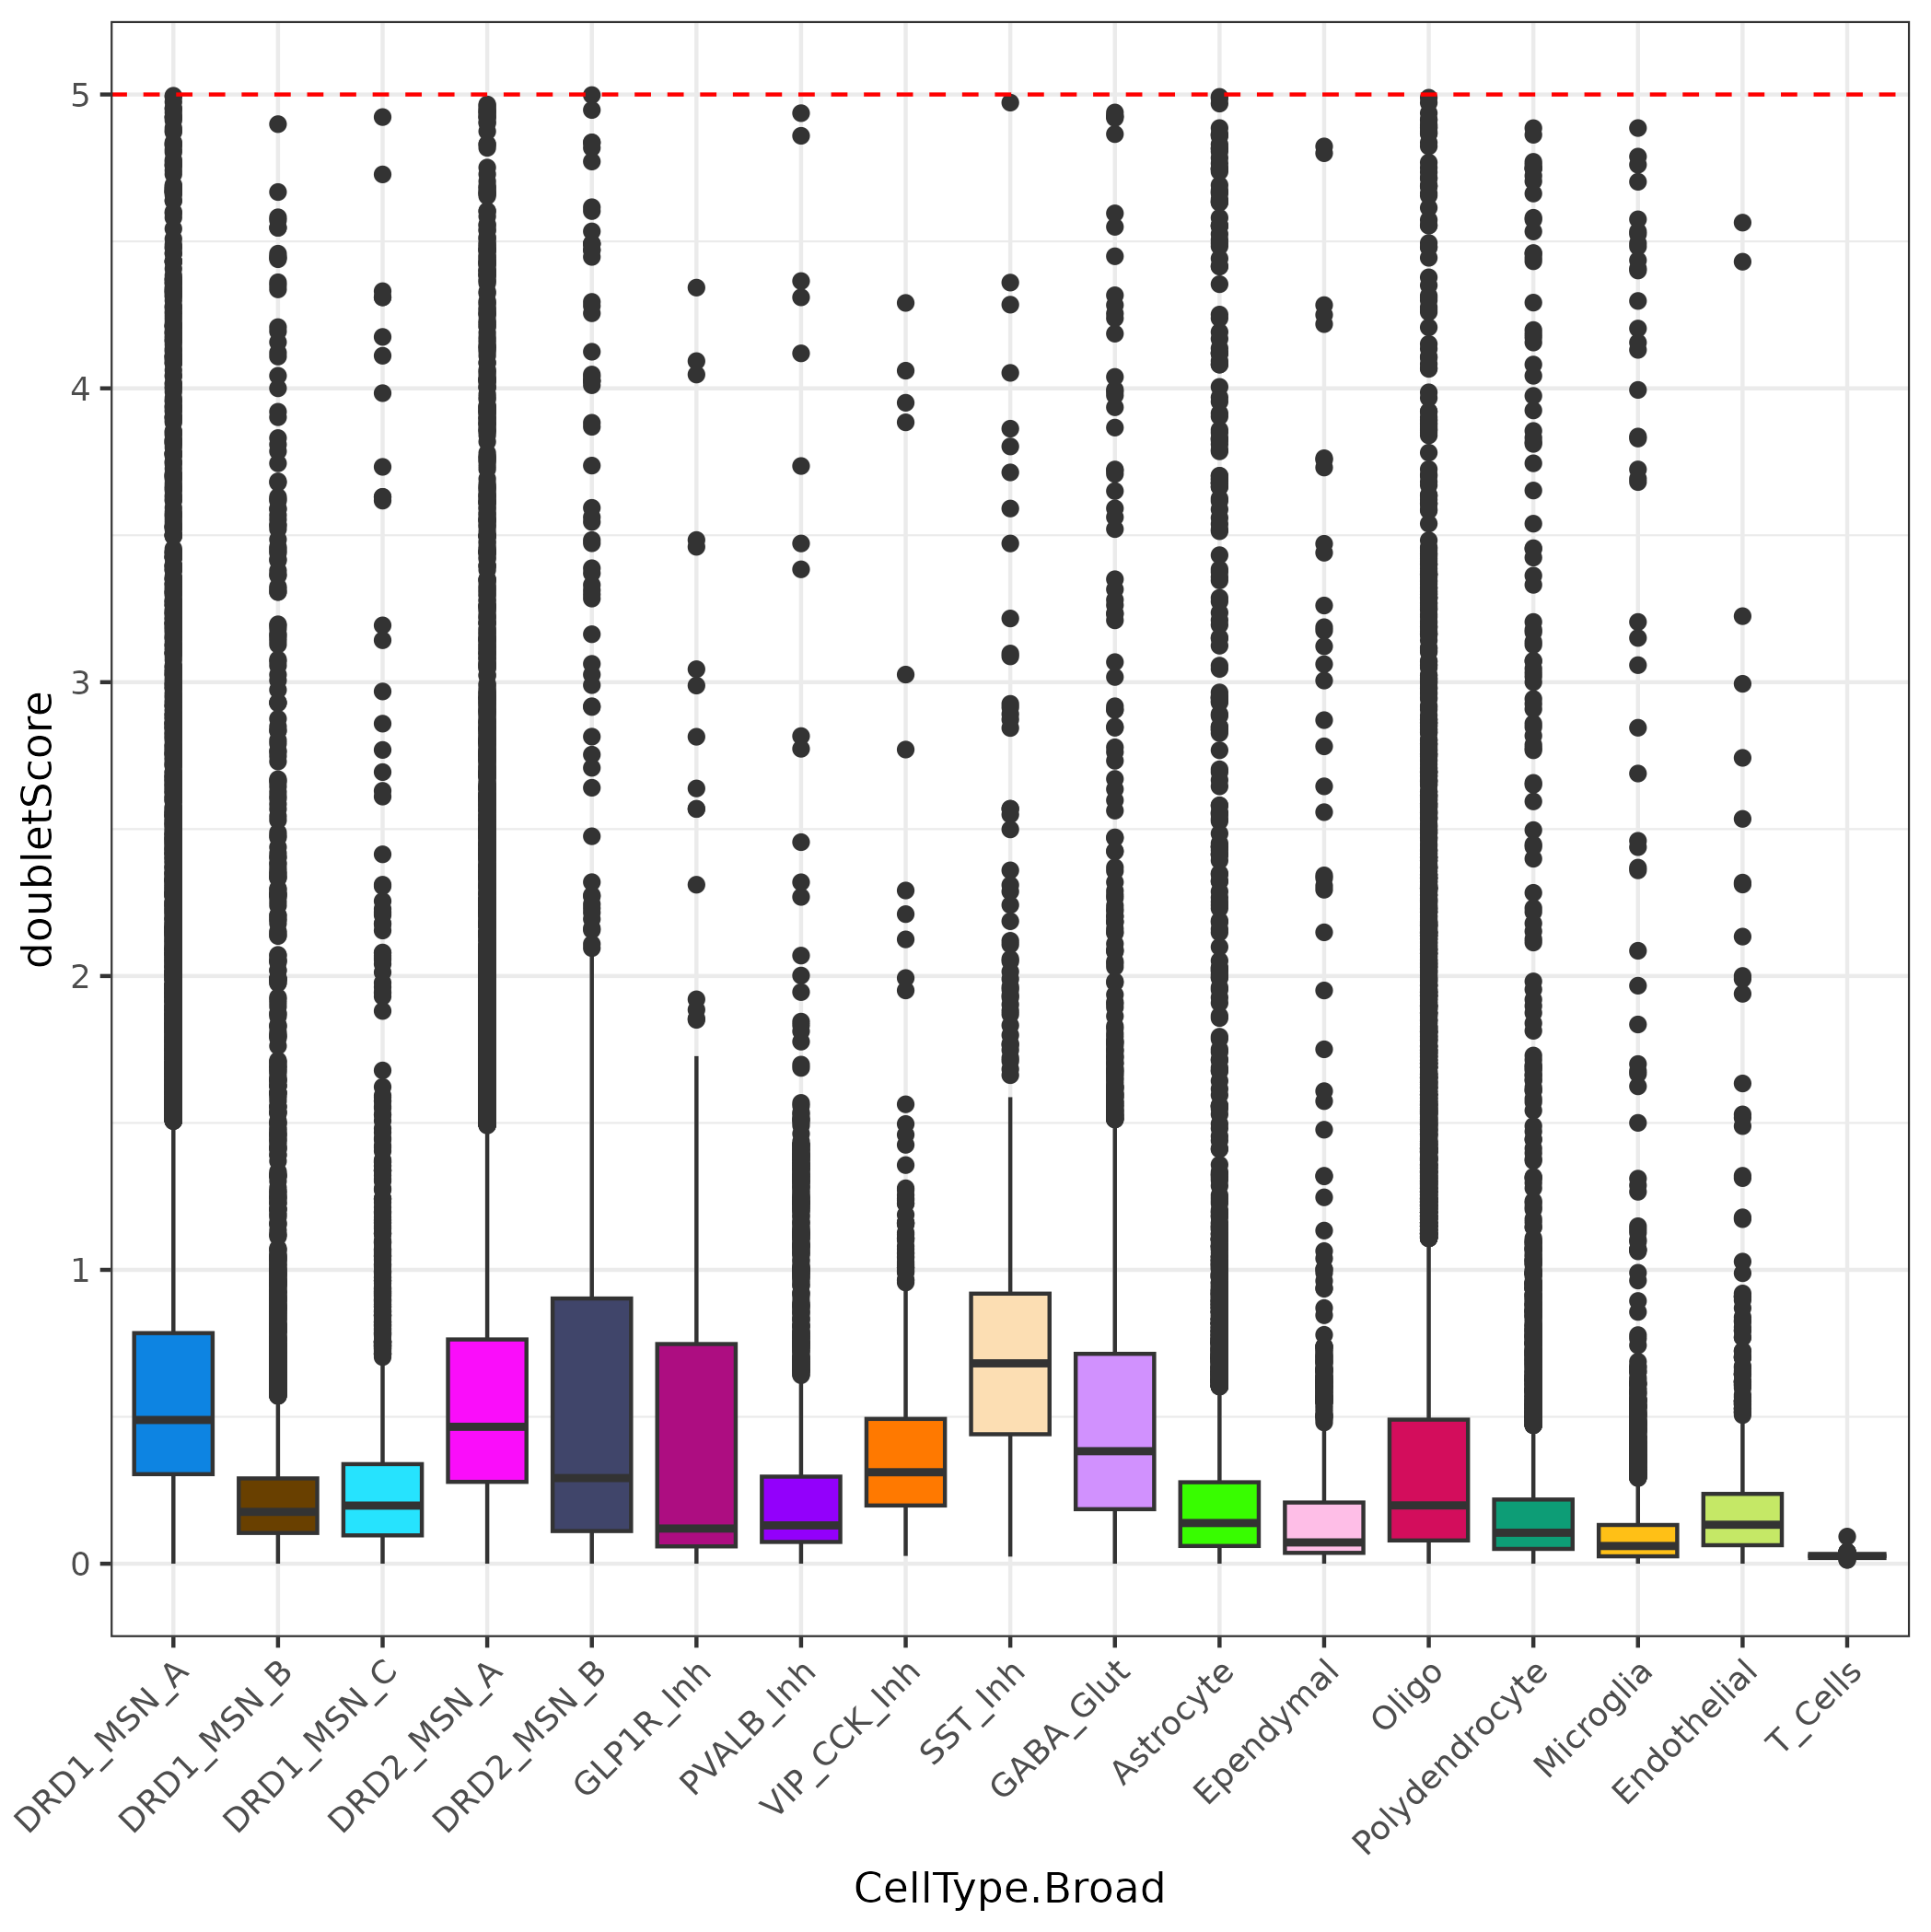 doubletScore
5
4
3
2
1
0
DRD1_MSN_A
DRD1_MSN_B
DRD1_MSN_C
DRD2_MSN_A
DRD2_MSN_B
GLP1R_Inh
PVALB_Inh
VIP_CCK_Inh
SST_Inh
GABA_Glut
Astrocyte
Ependymal
Oligo
Polydendrocyte
Microglia
Endothelial
T_Cells
CellType.Broad